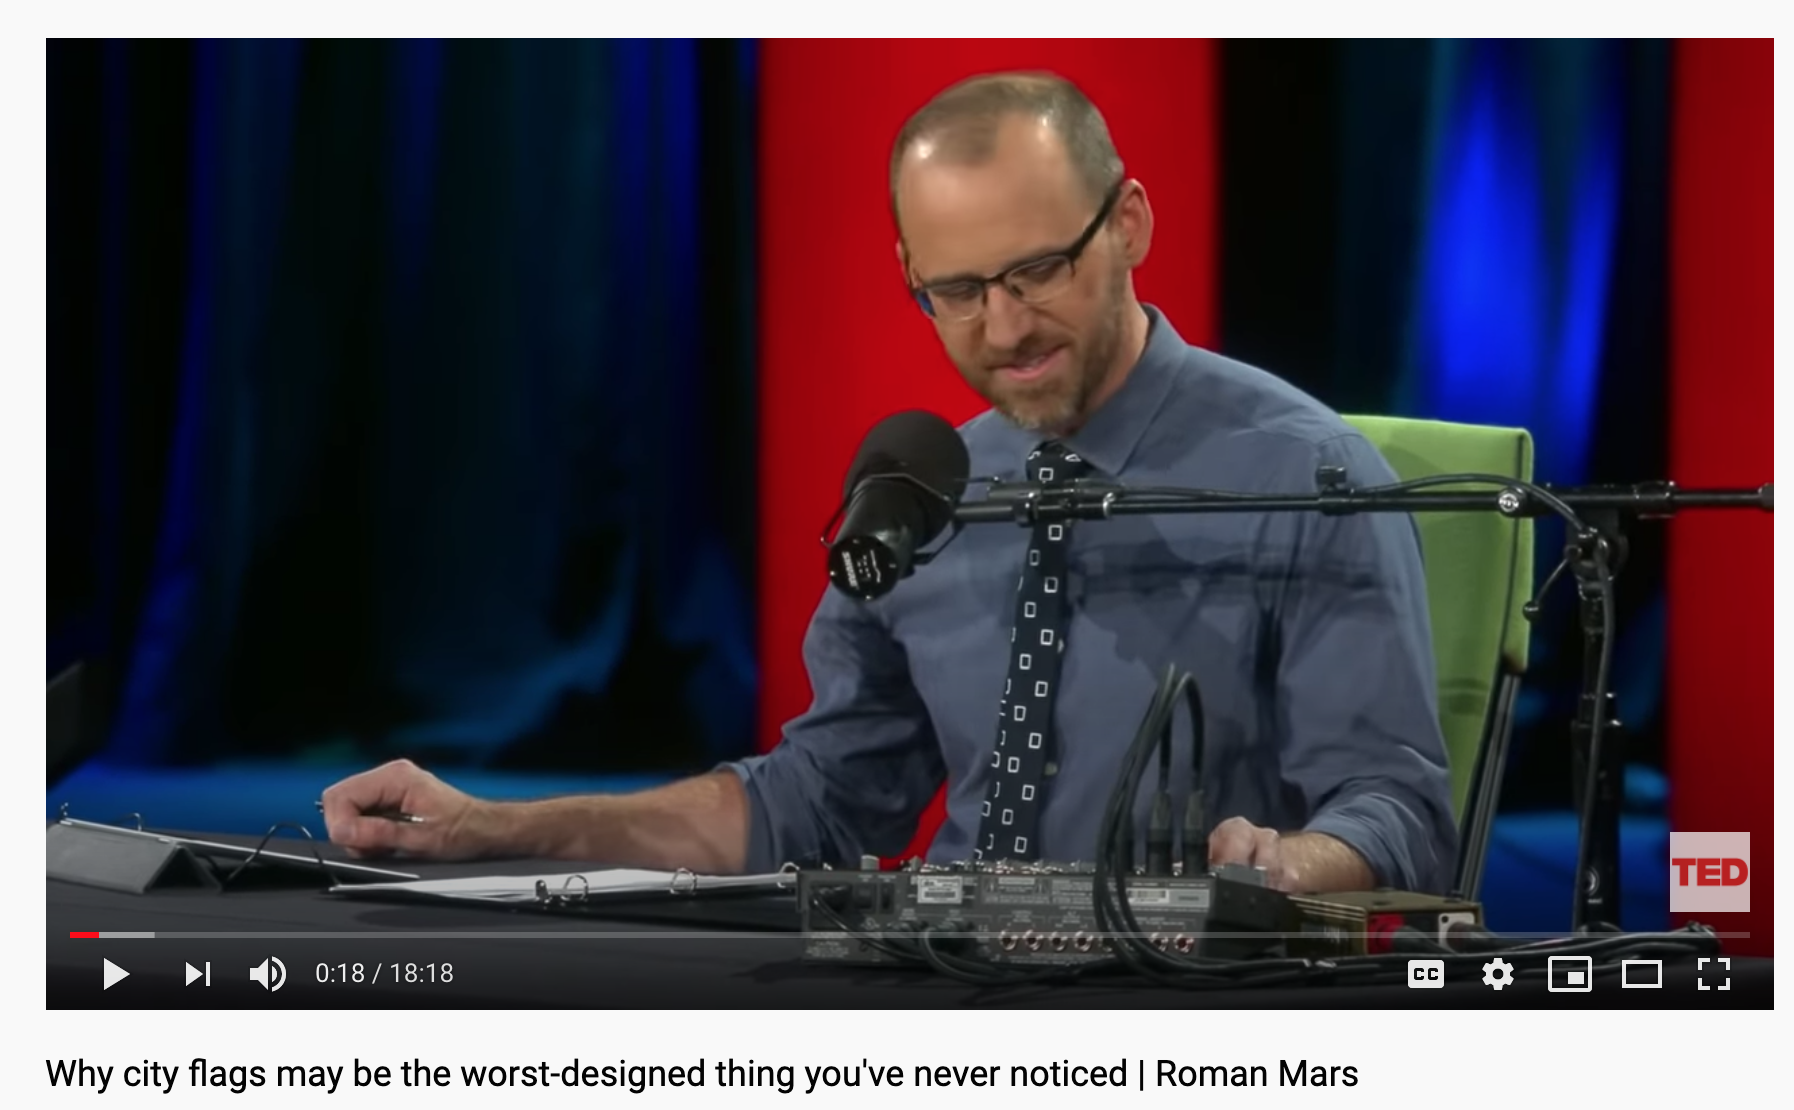 TED
0:18 / 18:18
CC
Why city flags may be the worst-designed thing you've never noticed | Roman Mars